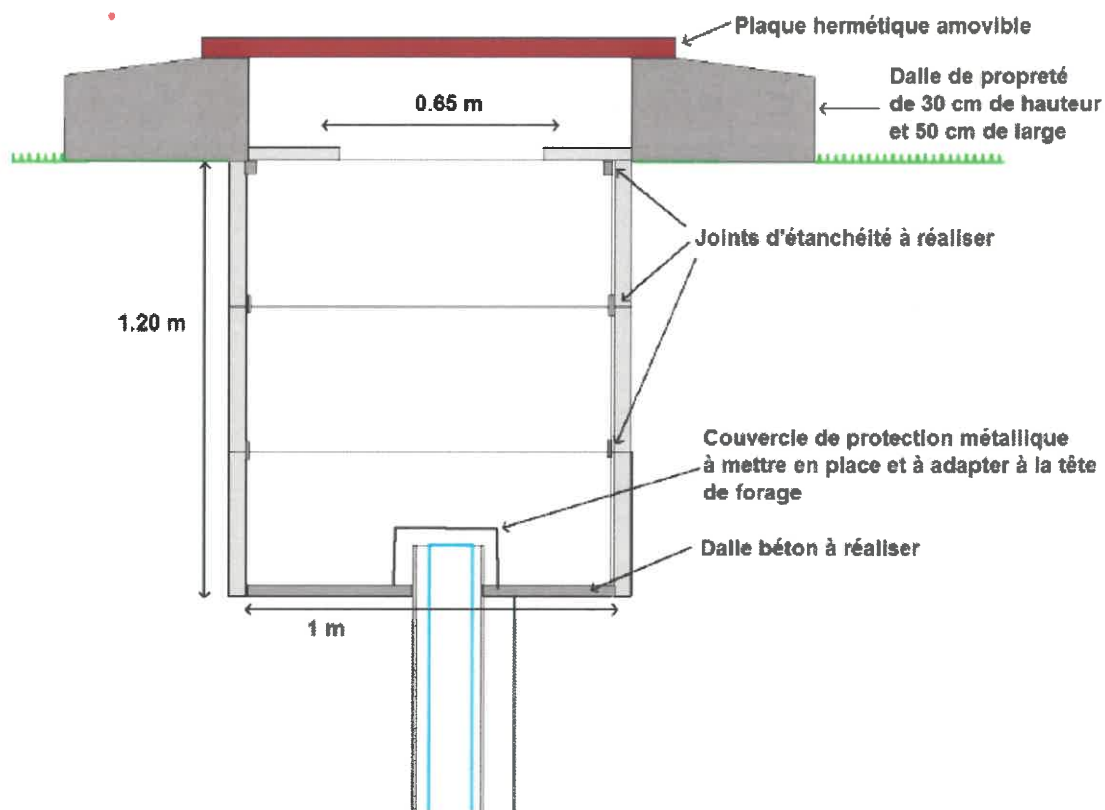 Plaque hermétique amovible
Dalle de propreté
de 30 cm de hauteur
et 50 cm de large
0.65 m
Joints d'étanchéité à réaliser
1.20 m
Couvercle de protection métallique
à mettre en place et à adapter à la tête
de forage
Dalle béton à réaliser
1 m